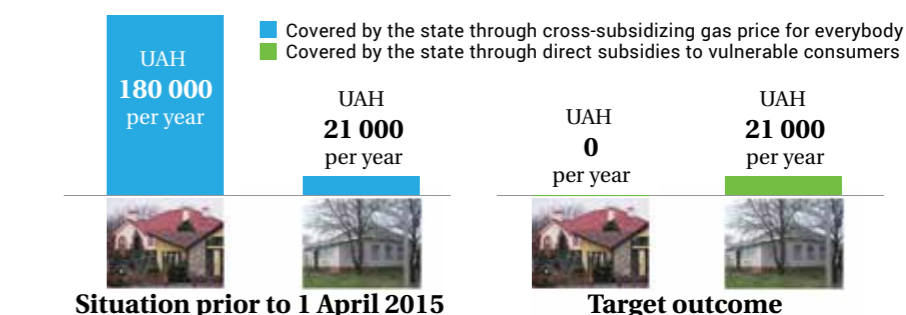 Covered by the state through cross-subsidizing gas price for everybody
Covered by the state through direct subsidies to vulnerable consumers
UAH
180 000
per year
UAH
21 000
per year
UAH
0
per year
UAH
21 000
per year
Situation prior to 1 April 2015
Target outcome